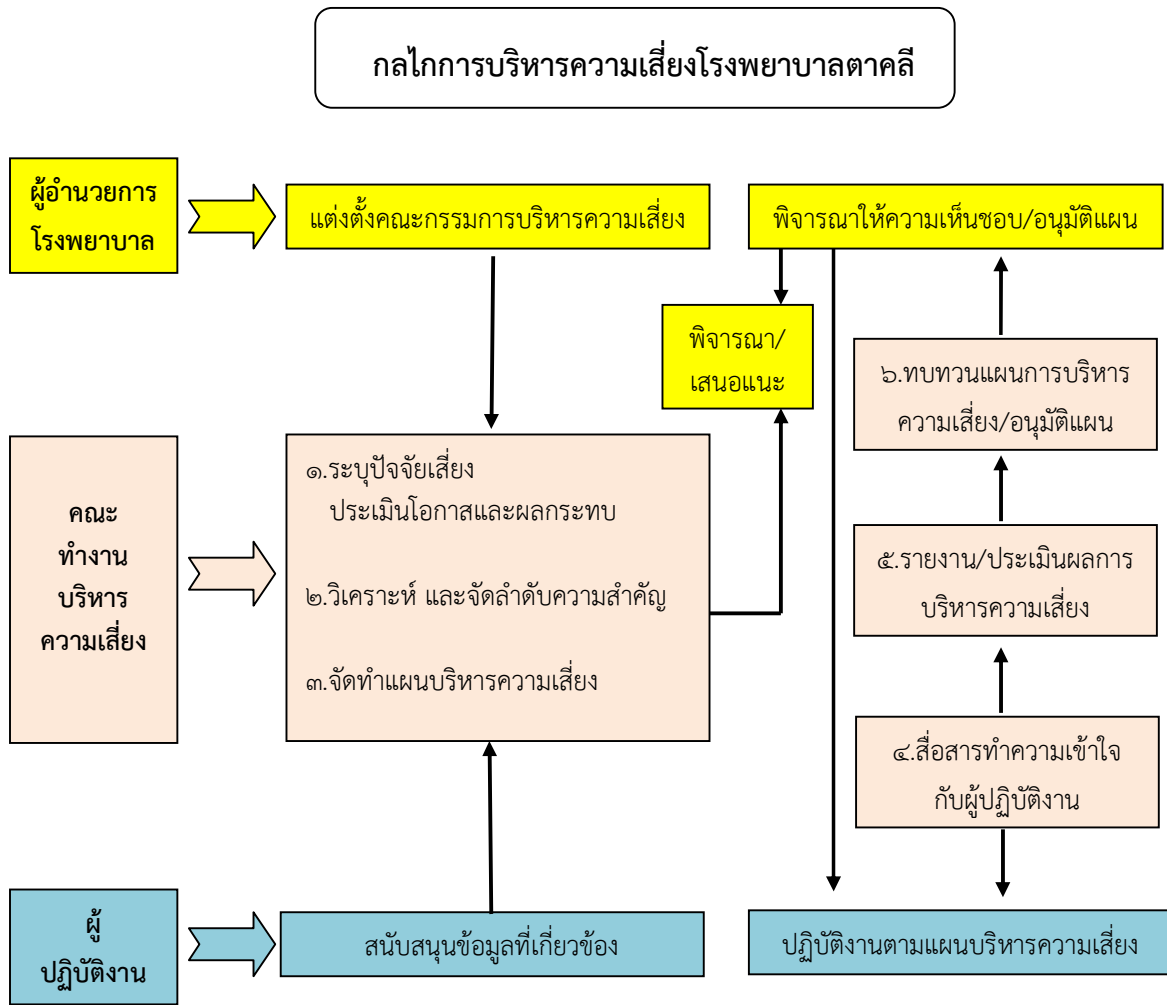 กลไกการบริหารความเสี่ยงโรงพยาบาลตาคลี
ผู้อำนวยการ
โรงพยาบาล
แต่งตั้งคณะกรรมการบริหารความเสี่ยง
พิจารณาให้ความเห็นชอบ/อนุมัติแผน
พิจารณา/
เสนอแนะ
๖.ทบทวนแผนการบริหาร
ความเสี่ยง/อนุมัติแผน
คณะ
ทำงาน
บริหาร
ความเสี่ยง
๑.ระบุปัจจัยเสี่ยง
ประเมินโอกาสและผลกระทบ
๒.วิเคราะห์ และจัดลำดับความสำคัญ
๓.จัดทำแผนบริหารความเสี่ยง
๕.รายงาน/ประเมินผลการ
บริหารความเสี่ยง
๔.สื่อสารทำความเข้าใจ
กับผู้ปฏิบัติงาน
ผู้
ปฏิบัติงาน
สนับสนุนข้อมูลที่เกี่ยวข้อง
ปฏิบัติงานตามแผนบริหารความเสี่ยง